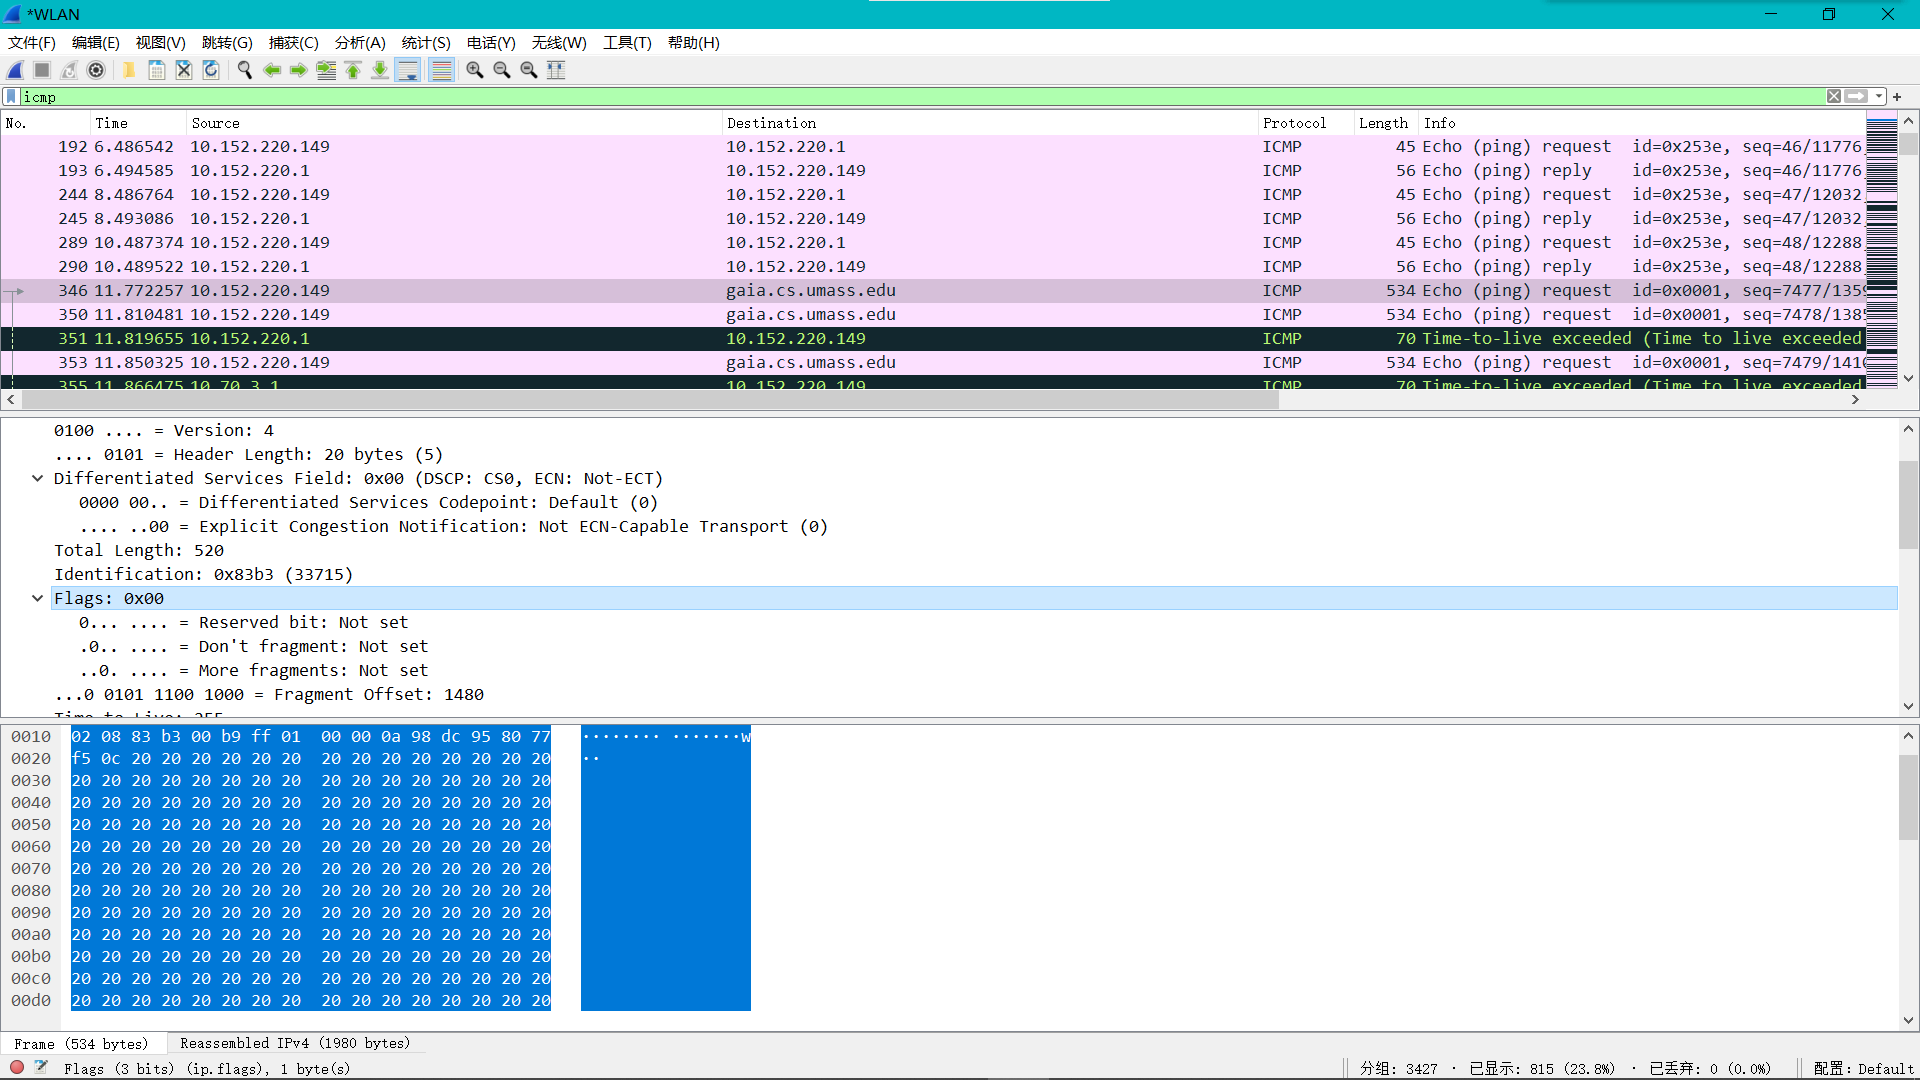 *WLAN
文件(F) 编辑(E) 视图(V) 跳转(G) 捕获(C) 分析(A) 统计(S) 电话(Y) 无线(W) 工具(T) 帮助(H)
icmp
No. Time Source Destination Protocol Length Info
192 6.486542 10.152.220.149 10.152.220.1 ICMP 45 Echo (ping) request id=0x253e, seq=46/11776,
193 6.494585 10.152.220.1 10.152.220.149 ICMP 56 Echo (ping) reply id=0x253e, seq=46/11776,
244 8.486764 10.152.220.149 10.152.220.1 ICMP 45 Echo (ping) request id=0x253e, seq=47/12032,
245 8.493086 10.152.220.1 10.152.220.149 ICMP 56 Echo (ping) reply id=0x253e, seq=47/12032,
289 10.487374 10.152.220.149 10.152.220.1 ICMP 45 Echo (ping) request id=0x253e, seq=48/12288,
290 10.489522 10.152.220.1 10.152.220.149 ICMP 56 Echo (ping) reply id=0x253e, seq=48/12288,
346 11.772257 10.152.220.149 gaia.cs.umass.edu ICMP 534 Echo (ping) request id=0x0001, seq=7477/1359
350 11.810481 10.152.220.149 gaia.cs.umass.edu ICMP 534 Echo (ping) request id=0x0001, seq=7478/1385
351 11.819655 10.152.220.1 10.152.220.149 ICMP 70 Time-to-live exceeded (Time to live exceeded
353 11.850325 10.152.220.149 gaia.cs.umass.edu ICMP 534 Echo (ping) request id=0x0001, seq=7479/1410
355 11.866475 10.70.3.1 10.152.220.149 ICMP 70 Time-to-live exceeded (Time to live exceeded
0100 .... = Version: 4
.... 0101 = Header Length: 20 bytes (5)
Differentiated Services Field: 0x00 (DSCP: CS0, ECN: Not-ECT)
0000 00.. = Differentiated Services Codepoint: Default (0)
.... ..00 = Explicit Congestion Notification: Not ECN-Capable Transport (0)
Total Length: 520
Identification: 0x83b3 (33715)
Flags: 0x00
0... .... = Reserved bit: Not set
.0.. .... = Don't fragment: Not set
..0. .... = More fragments: Not set
...0 0101 1100 1000 = Fragment Offset: 1480
Time to Live: 255
0010 02 08 83 b3 00 b9 ff 01 00 00 0a 98 dc 95 80 77 ········ ·······w
0020 f5 0c 20 20 20 20 20 20 20 20 20 20 20 20 20 20 ··
0030 20 20 20 20 20 20 20 20 20 20 20 20 20 20 20 20
0040 20 20 20 20 20 20 20 20 20 20 20 20 20 20 20 20
0050 20 20 20 20 20 20 20 20 20 20 20 20 20 20 20 20
0060 20 20 20 20 20 20 20 20 20 20 20 20 20 20 20 20
0070 20 20 20 20 20 20 20 20 20 20 20 20 20 20 20 20
0080 20 20 20 20 20 20 20 20 20 20 20 20 20 20 20 20
0090 20 20 20 20 20 20 20 20 20 20 20 20 20 20 20 20
00a0 20 20 20 20 20 20 20 20 20 20 20 20 20 20 20 20
00b0 20 20 20 20 20 20 20 20 20 20 20 20 20 20 20 20
00c0 20 20 20 20 20 20 20 20 20 20 20 20 20 20 20 20
00d0 20 20 20 20 20 20 20 20 20 20 20 20 20 20 20 20
Frame (534 bytes) Reassembled IPv4 (1980 bytes)
Flags (3 bits) (ip.flags), 1 byte(s) 分组: 3427 · 已显示: 815 (23.8%) · 已丢弃: 0 (0.0%) 配置: Default